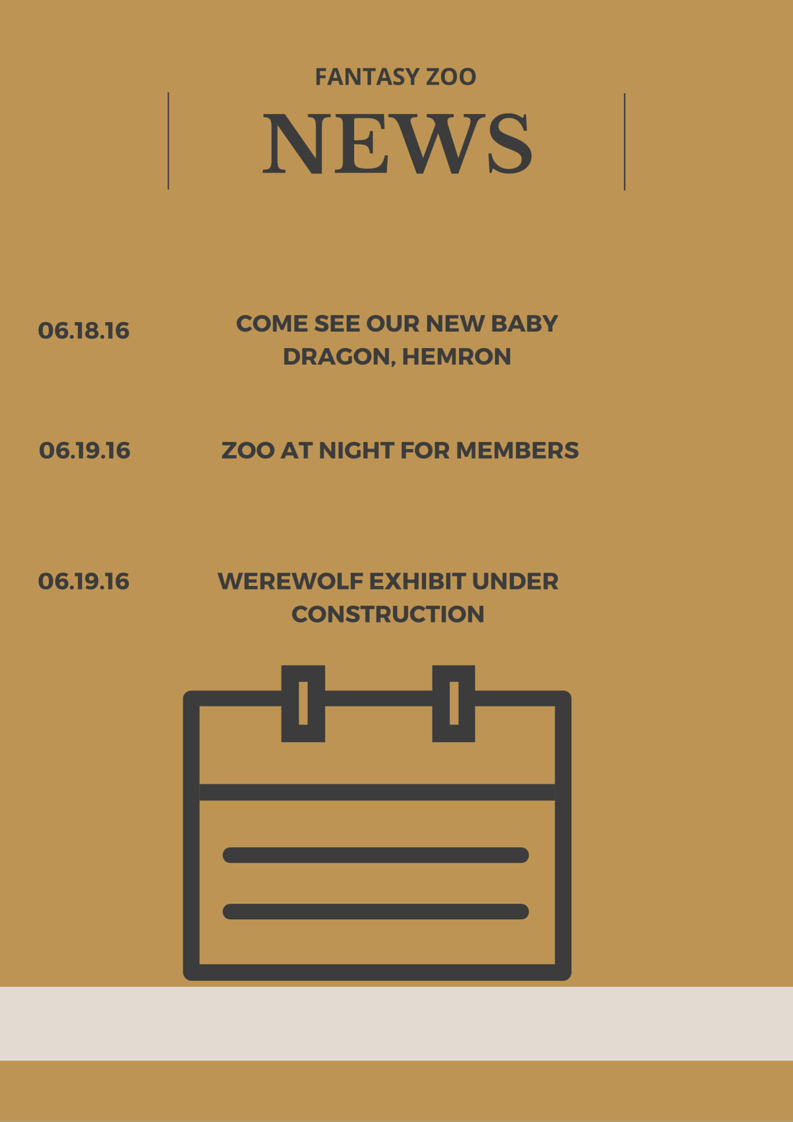 FANTASY ZOO
NEWS
06.18.16
COME SEE OUR NEW BABY
DRAGON, HEMRON
06.19.16
ZOO AT NIGHT FOR MEMBERS
06.19.16
WEREWOLF EXHIBIT UNDER
CONSTRUCTION